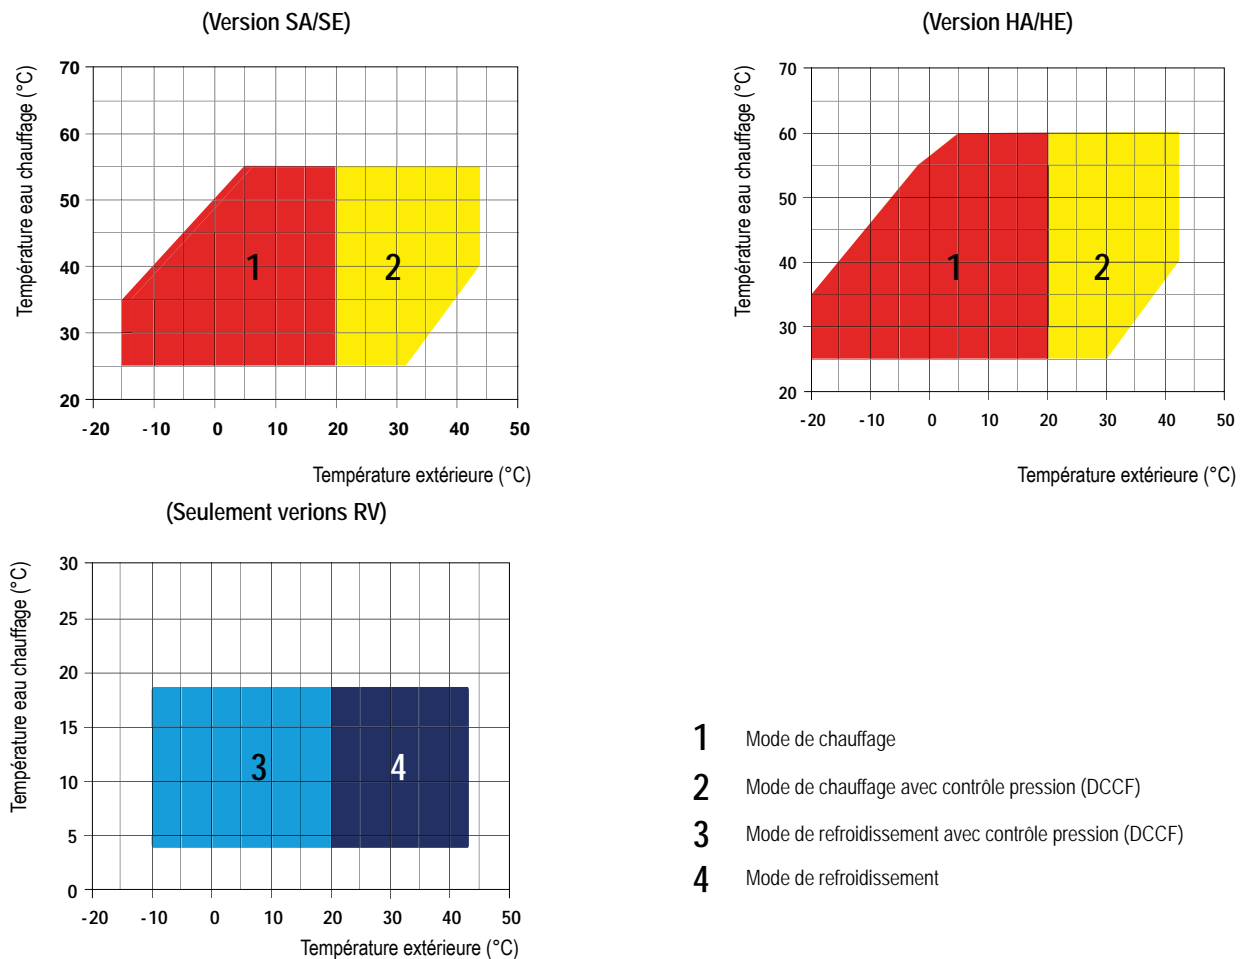 (Version SA/SE)
Température eau chauffage (°C)
70
60
50
40
30
20
1
2
-20 -10 0 10 20 30 40 50
Température extérieure (°C)
(Version HA/HE)
Température eau chauffage (°C)
70
60
50
40
30
20
1
2
-20 -10 0 10 20 30 40 50
Température extérieure (°C)
(Seulement verions RV)
Température eau chauffage (°C)
30
25
20
15
10
5
0
3
4
-20 -10 0 10 20 30 40 50
Température extérieure (°C)
1 Mode de chauffage
2 Mode de chauffage avec contrôle pression (DCCF)
3 Mode de refroidissement avec contrôle pression (DCCF)
4 Mode de refroidissement